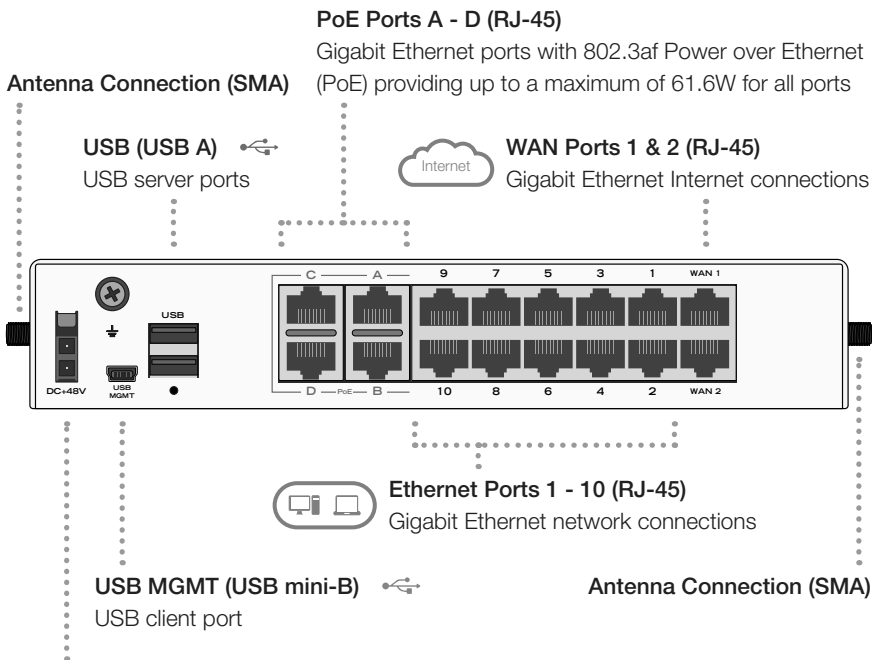 PoE Ports A - D (RJ-45)
Gigabit Ethernet ports with 802.3af Power over Ethernet
(PoE) providing up to a maximum of 61.6W for all ports
Antenna Connection (SMA)
USB (USB A)
USB server ports
Internet
WAN Ports 1 & 2 (RJ-45)
Gigabit Ethernet Internet connections
C A 9 7 5 3 1 WAN 1
USB
DC+48V
USB
MGMT
D PoE B 10 8 6 4 2 WAN 2
Ethernet Ports 1 - 10 (RJ-45)
Gigabit Ethernet network connections
USB MGMT (USB mini-B)
USB client port
Antenna Connection (SMA)